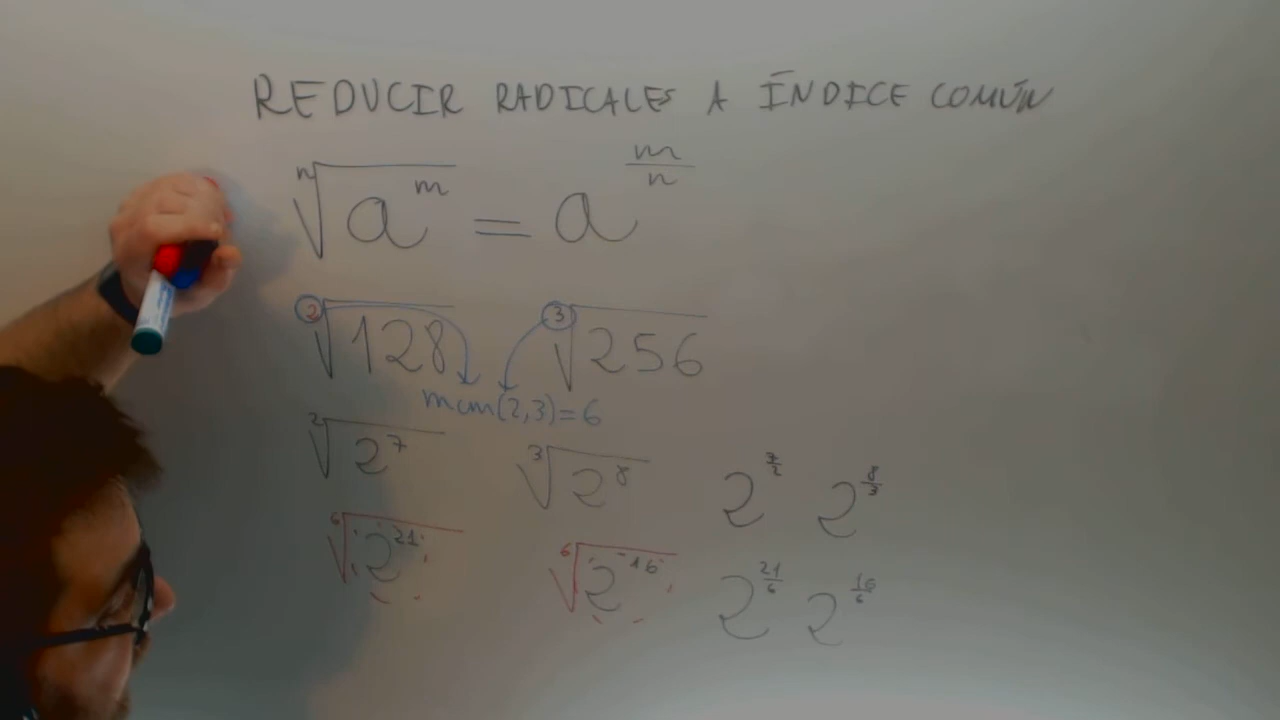 REDUCIR RADICALES A ÍNDICE COMÚN
ⁿ√a^m = a^(m/n)
²√128 ³√256
mcm(2,3)=6
²√2⁷ ³√2⁸ 2^(7/2) 2^(8/3)
⁶√2²¹ ⁶√2¹⁶ 2^(21/6) 2^(16/6)